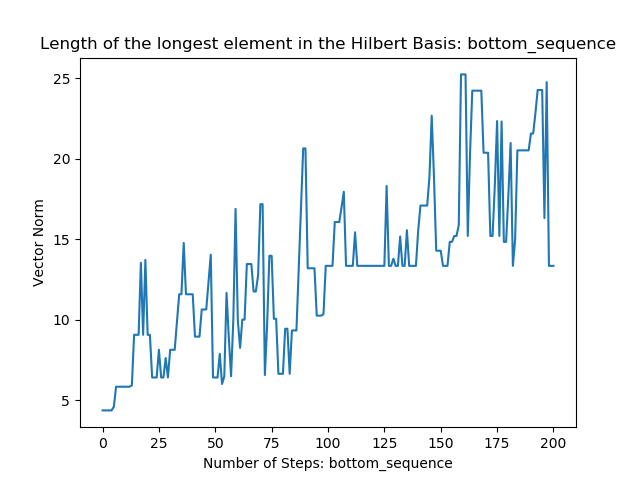 Length of the longest element in the Hilbert Basis: bottom_sequence
25
20
15
10
5
Vector Norm
0 25 50 75 100 125 150 175 200
Number of Steps: bottom_sequence